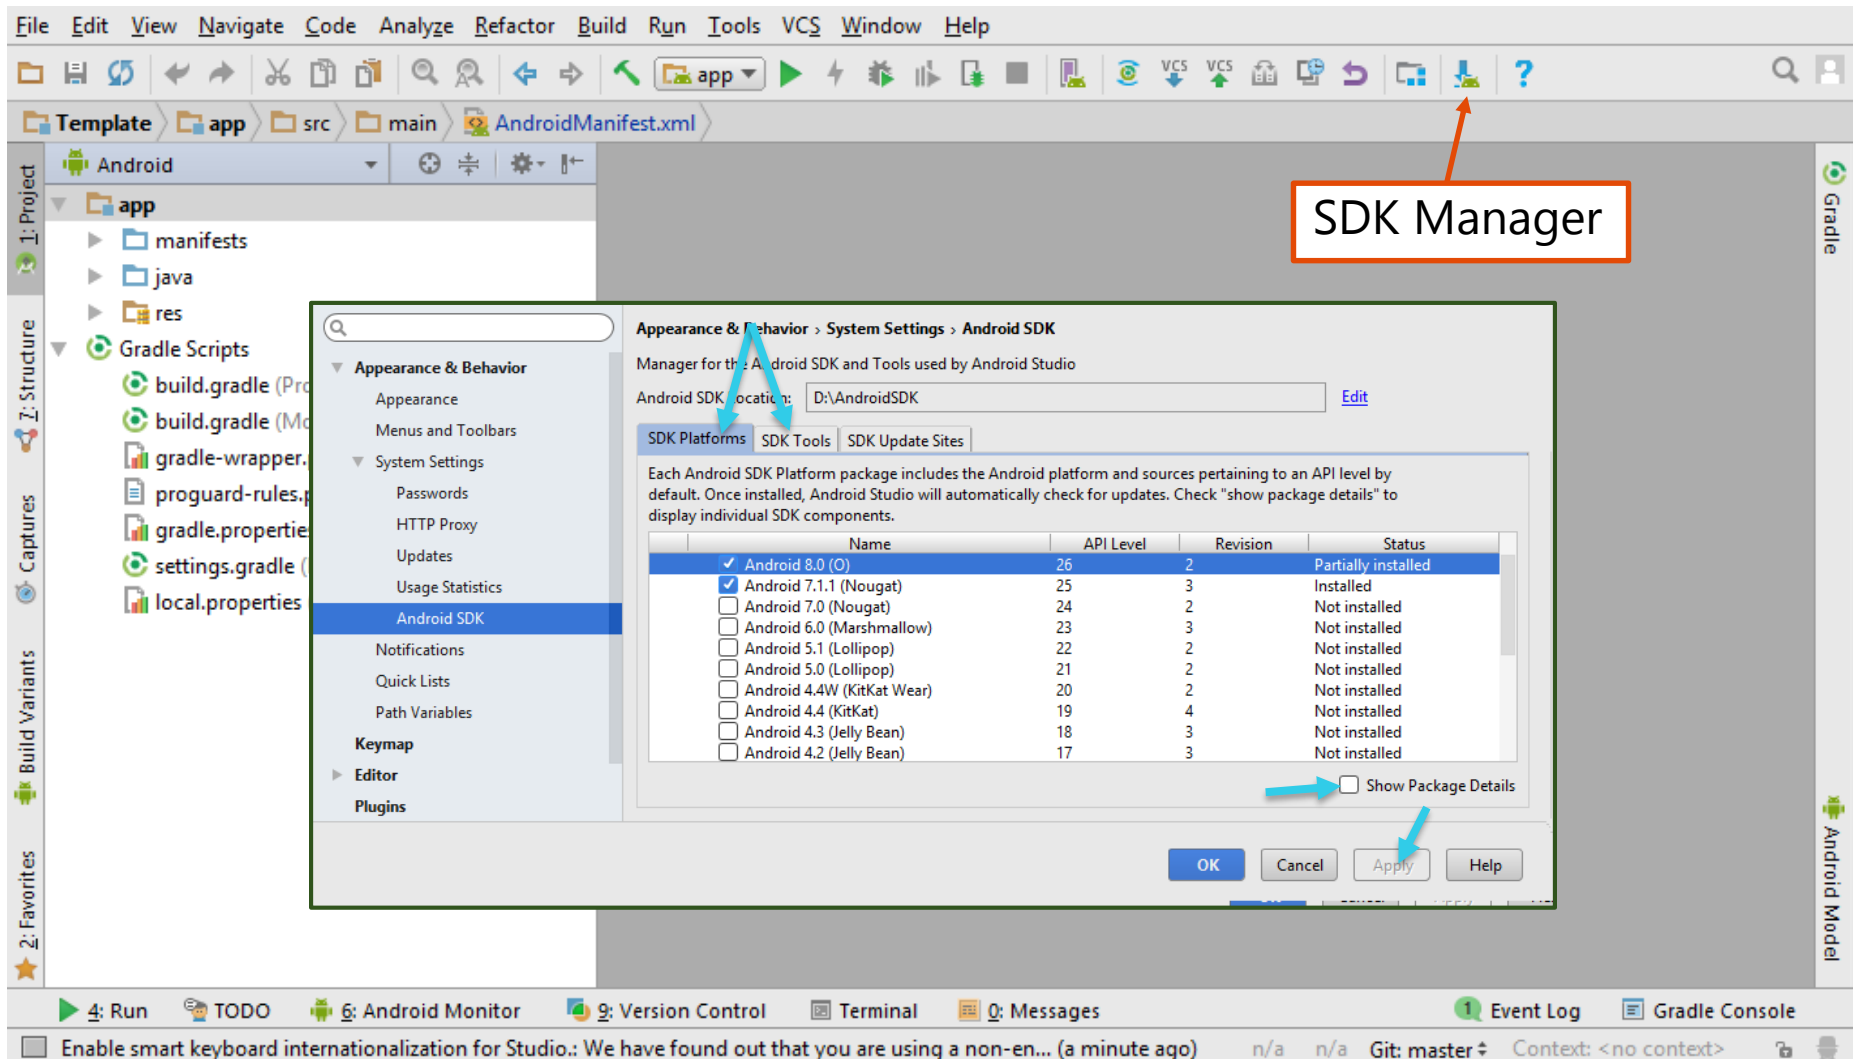 File Edit View Navigate Code Analyze Refactor Build Run Tools VCS Window Help
app VCS VCS ?
Template app src main AndroidManifest.xml
Android
1: Project
7: Structure
Captures
Build Variants
2: Favorites
app
manifests
java
res
Gradle Scripts
build.gradle (Pro
build.gradle (Mo
gradle-wrapper.
proguard-rules.p
gradle.propertie
settings.gradle (
local.properties
SDK Manager
Gradle
Android Model
Appearance & Behavior
Appearance
Menus and Toolbars
System Settings
Passwords
HTTP Proxy
Updates
Usage Statistics
Android SDK
Notifications
Quick Lists
Path Variables
Keymap
Editor
Plugins
Appearance & Behavior › System Settings › Android SDK
Manager for the Android SDK and Tools used by Android Studio
Android SDK Location: D:\AndroidSDK Edit
SDK Platforms SDK Tools SDK Update Sites
Each Android SDK Platform package includes the Android platform and sources pertaining to an API level by
default. Once installed, Android Studio will automatically check for updates. Check "show package details" to
display individual SDK components.
Name API Level Revision Status
Android 8.0 (O) 26 2 Partially installed
Android 7.1.1 (Nougat) 25 3 Installed
Android 7.0 (Nougat) 24 2 Not installed
Android 6.0 (Marshmallow) 23 3 Not installed
Android 5.1 (Lollipop) 22 2 Not installed
Android 5.0 (Lollipop) 21 2 Not installed
Android 4.4W (KitKat Wear) 20 2 Not installed
Android 4.4 (KitKat) 19 4 Not installed
Android 4.3 (Jelly Bean) 18 3 Not installed
Android 4.2 (Jelly Bean) 17 3 Not installed
Show Package Details
OK Cancel Apply Help
4: Run TODO 6: Android Monitor 9: Version Control Terminal 0: Messages 1 Event Log Gradle Console
Enable smart keyboard internationalization for Studio.: We have found out that you are using a non-en... (a minute ago) n/a n/a Git: master Context: <no context>